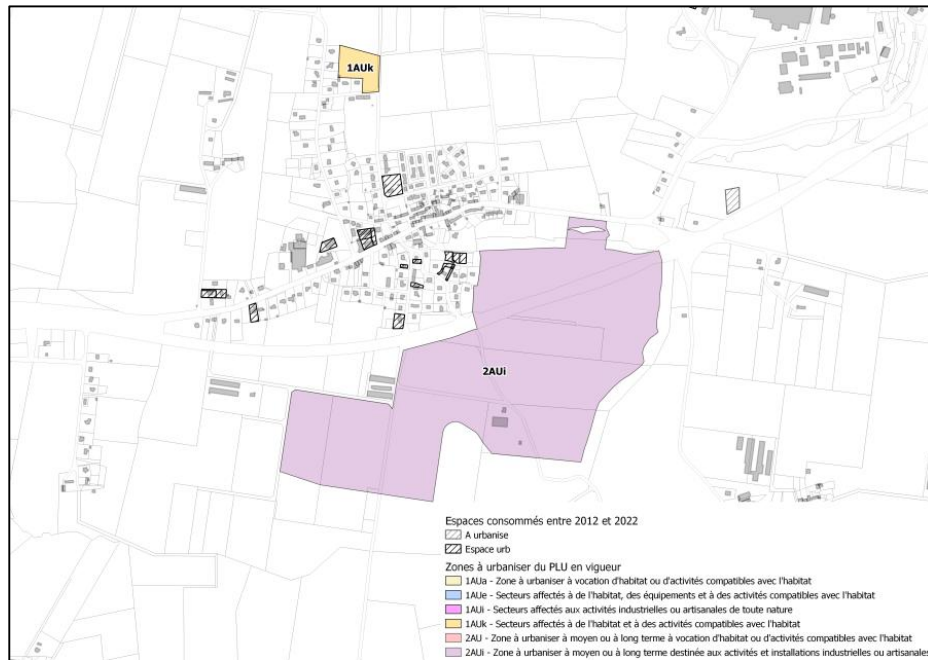 1AUk
2AUi
Espaces consommés entre 2012 et 2022
A urbanise
Espace urb
Zones à urbaniser du PLU en vigueur
1AUa - Zone à urbaniser à vocation d'habitat ou d'activités compatibles avec l'habitat
1AUe - Secteurs affectés à de l'habitat, des équipements et à des activités compatibles avec l'habitat
1AUi - Secteurs affectés aux activités industrielles ou artisanales de toute nature
1AUk - Secteurs affectés à de l'habitat et à des activités compatibles avec l'habitat
2AU - Zone à urbaniser à moyen ou à long terme à vocation d'habitat ou d'activités compatibles avec l'habitat
2AUi - Zone à urbaniser à moyen ou à long terme destinée aux activités et installations industrielles ou artisanales